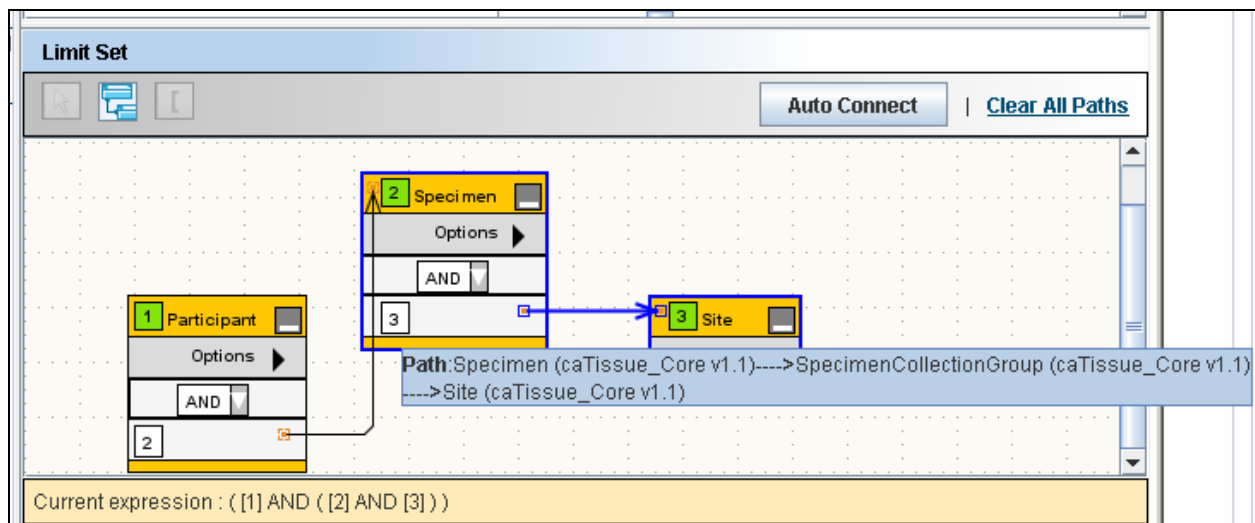 Limit Set
Auto Connect | Clear All Paths
2 Specimen
Options
AND
3
1 Participant
Options
AND
2
3 Site
Path:Specimen (caTissue_Core v1.1)---->SpecimenCollectionGroup (caTissue_Core v1.1)
---->Site (caTissue_Core v1.1)
Current expression : ( [1] AND ( [2] AND [3] ) )